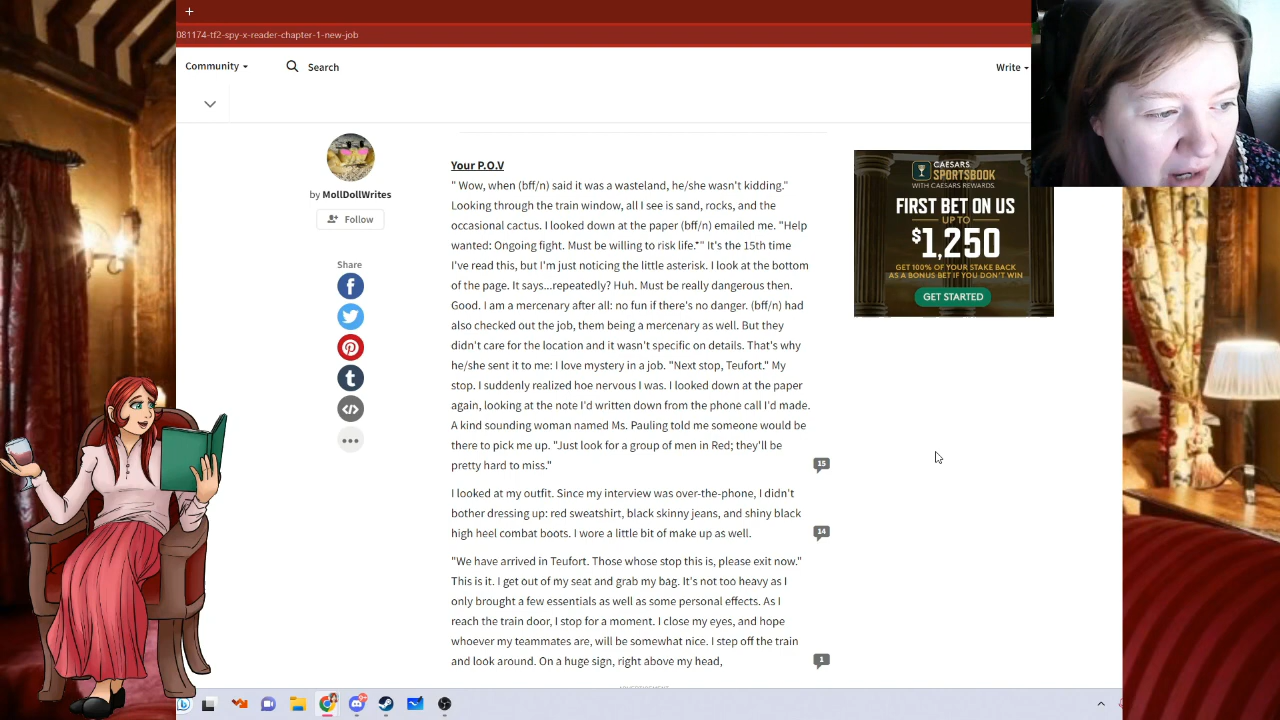 081174-tf2-spy-x-reader-chapter-1-new-job
Community
Search
Write
by MollDollWrites
Follow
Share
Your P.O.V
" Wow, when (bff/n) said it was a wasteland, he/she wasn't kidding."
Looking through the train window, all I see is sand, rocks, and the
occasional cactus. I looked down at the paper (bff/n) emailed me. "Help
wanted: Ongoing fight. Must be willing to risk life.*" It's the 15th time
I've read this, but I'm just noticing the little asterisk. I look at the bottom
of the page. It says...repeatedly? Huh. Must be really dangerous then.
Good. I am a mercenary after all: no fun if there's no danger. (bff/n) had
also checked out the job, them being a mercenary as well. But they
didn't care for the location and it wasn't specific on details. That's why
he/she sent it to me: I love mystery in a job. "Next stop, Teufort." My
stop. I suddenly realized hoe nervous I was. I looked down at the paper
again, looking at the note I'd written down from the phone call I'd made.
A kind sounding woman named Ms. Pauling told me someone would be
there to pick me up. "Just look for a group of men in Red; they'll be
pretty hard to miss."
15
I looked at my outfit. Since my interview was over-the-phone, I didn't
bother dressing up: red sweatshirt, black skinny jeans, and shiny black
high heel combat boots. I wore a little bit of make up as well.
14
"We have arrived in Teufort. Those whose stop this is, please exit now."
This is it. I get out of my seat and grab my bag. It's not too heavy as I
only brought a few essentials as well as some personal effects. As I
reach the train door, I stop for a moment. I close my eyes, and hope
whoever my teammates are, will be somewhat nice. I step off the train
and look around. On a huge sign, right above my head,
1
ADVERTISEMENT
CAESARS
SPORTSBOOK
WITH CAESARS REWARDS
FIRST BET ON US
UP TO
$1,250
GET 100% OF YOUR STAKE BACK
AS A BONUS BET IF YOU DON'T WIN
GET STARTED